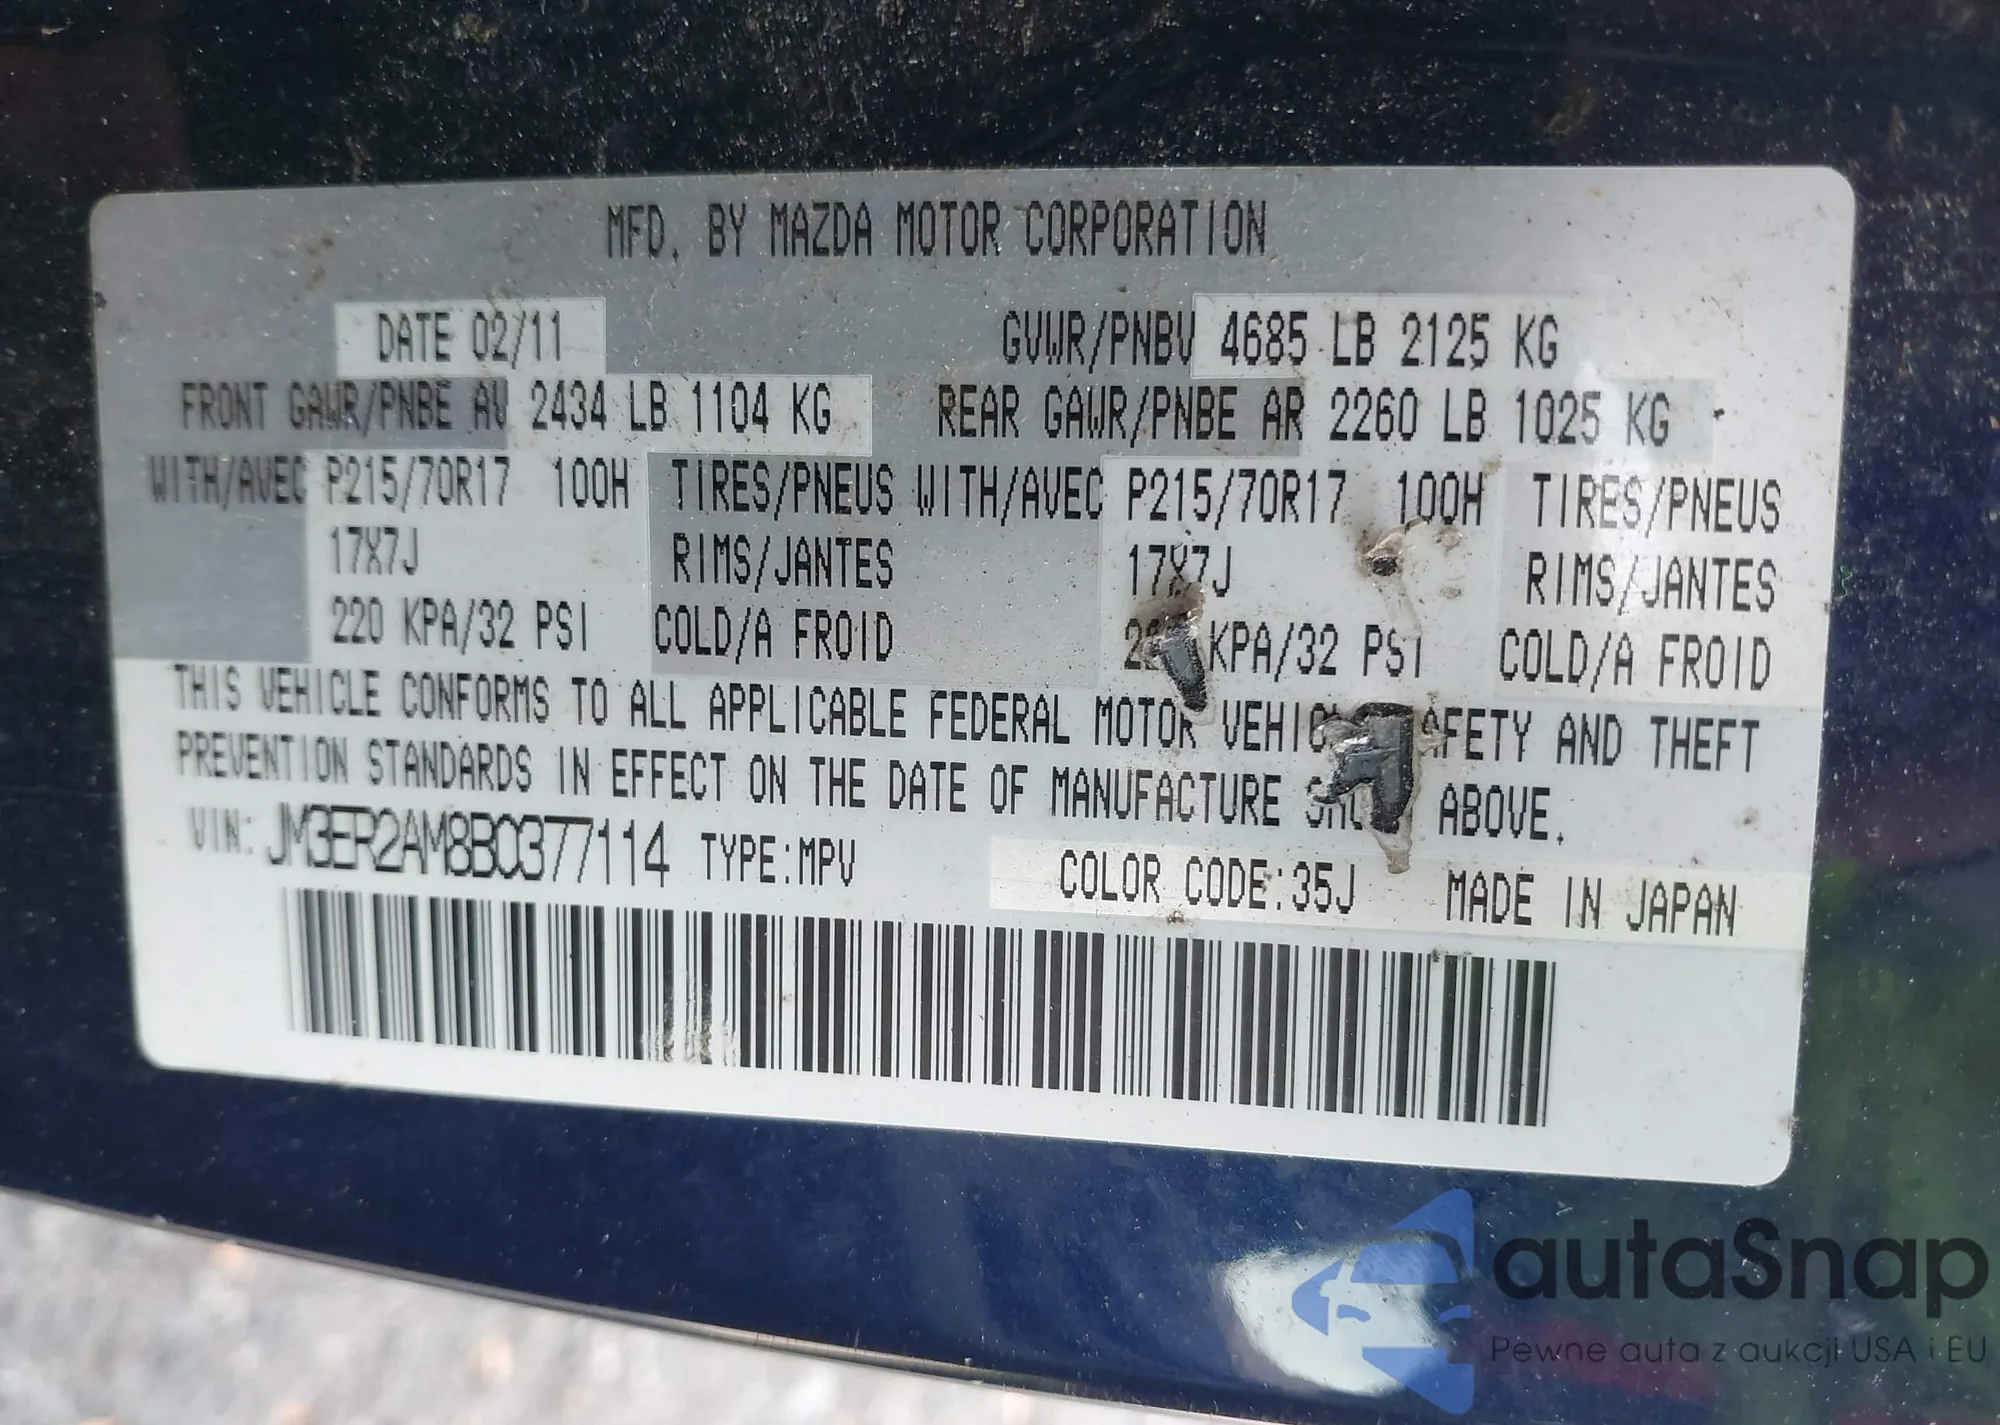 MFD. BY MAZDA MOTOR CORPORATION
DATE 02/11 GVWR/PNBV 4685 LB 2125 KG
FRONT GAWR/PNBE AV 2434 LB 1104 KG REAR GAWR/PNBE AR 2260 LB 1025 KG
WITH/AVEC P215/70R17 100H TIRES/PNEUS WITH/AVEC P215/70R17 100H TIRES/PNEUS
17X7J RIMS/JANTES 17X7J RIMS/JANTES
220 KPA/32 PSI COLD/A FROID KPA/32 PSI COLD/A FROID
THIS VEHICLE CONFORMS TO ALL APPLICABLE FEDERAL MOTOR VEHICLE SAFETY AND THEFT
PREVENTION STANDARDS IN EFFECT ON THE DATE OF MANUFACTURE SHOWN ABOVE.
VIN: JM3ER2AM8B0377114 TYPE:MPV COLOR CODE:35J MADE IN JAPAN
autaSnap
Pewne auta z aukcji USA i EU